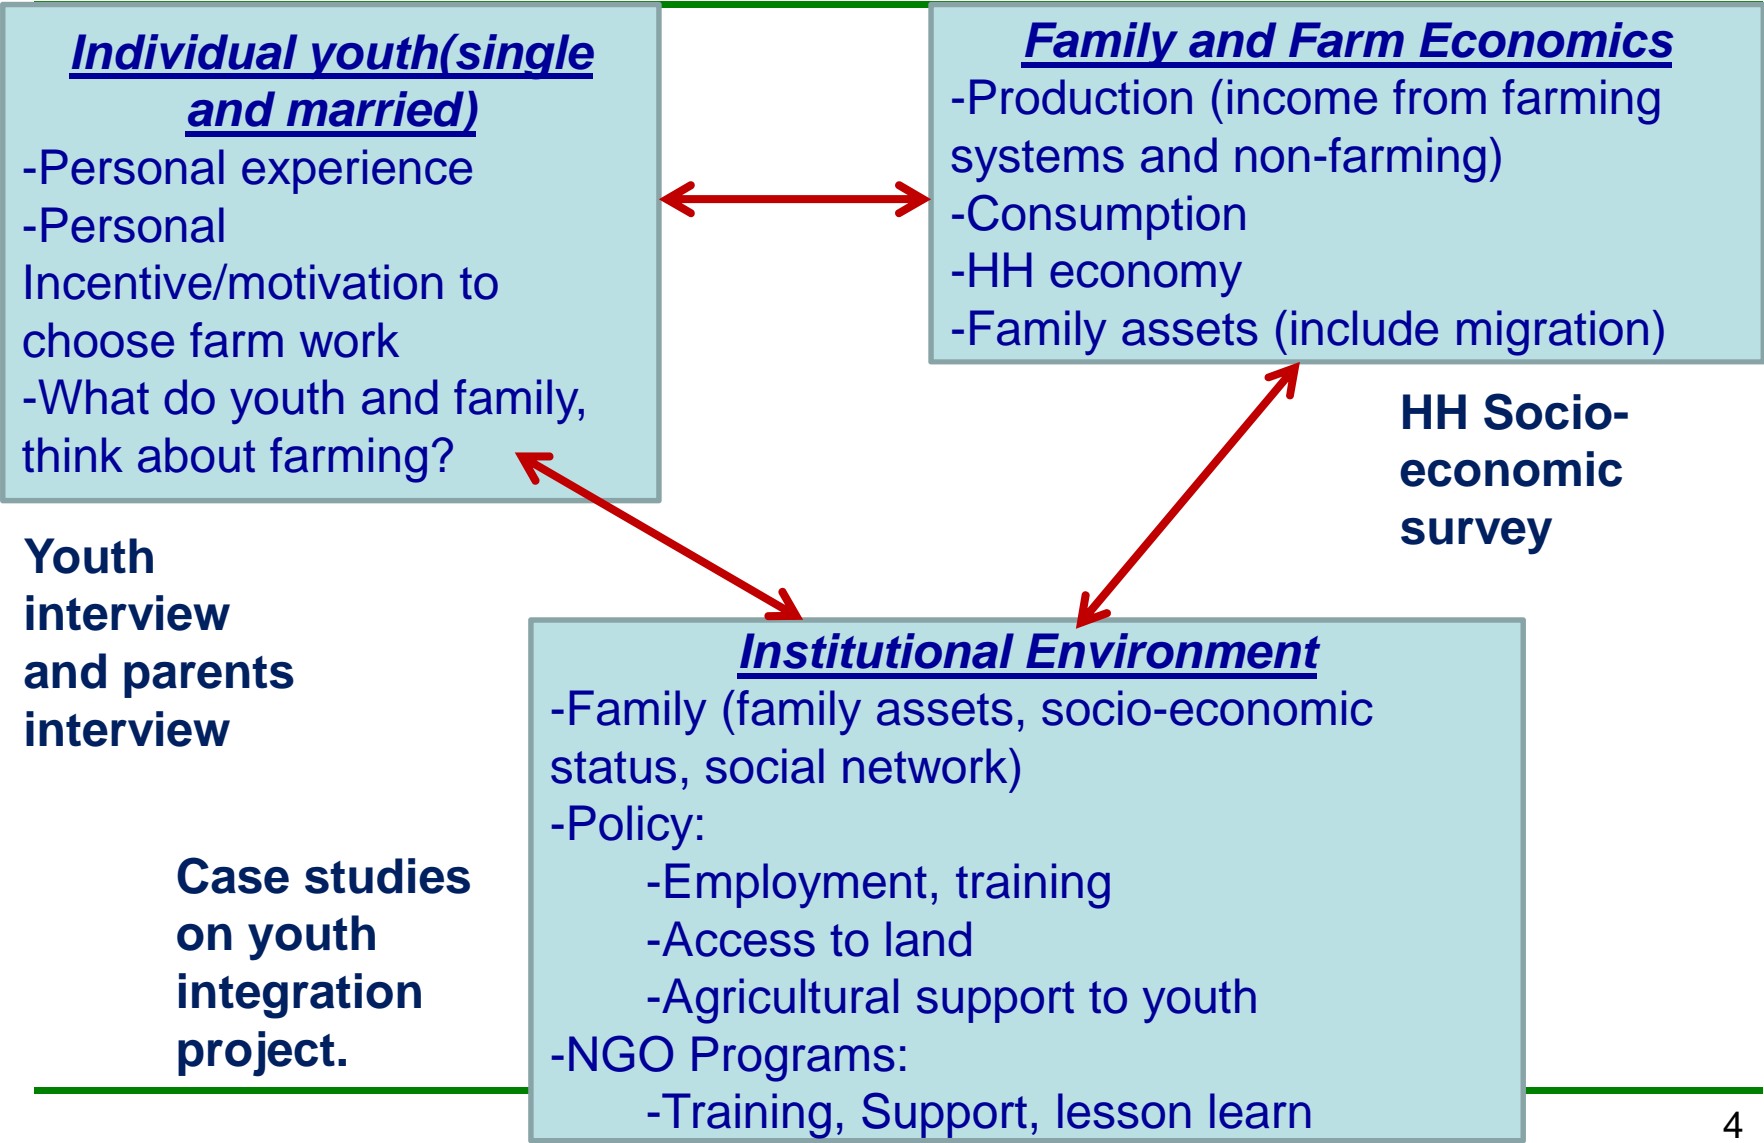 Individual youth(single
and married)
-Personal experience
-Personal
Incentive/motivation to
choose farm work
-What do youth and family,
think about farming?
Family and Farm Economics
-Production (income from farming
systems and non-farming)
-Consumption
-HH economy
-Family assets (include migration)
HH Socio-
economic
survey
Youth
interview
and parents
interview
Case studies
on youth
integration
project.
Institutional Environment
-Family (family assets, socio-economic
status, social network)
-Policy:
-Employment, training
-Access to land
-Agricultural support to youth
-NGO Programs:
-Training, Support, lesson learn
4